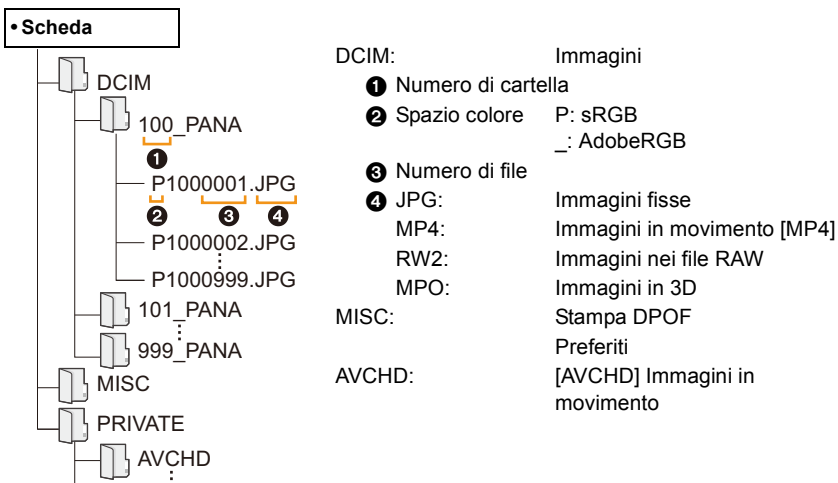 • Scheda
DCIM
100_PANA
❶
P1000001.JPG
❷ ❸ ❹
P1000002.JPG
P1000999.JPG
101_PANA
999_PANA
MISC
PRIVATE
AVCHD
DCIM: Immagini
❶ Numero di cartella
❷ Spazio colore P: sRGB
_: AdobeRGB
❸ Numero di file
❹ JPG: Immagini fisse
MP4: Immagini in movimento [MP4]
RW2: Immagini nei file RAW
MPO: Immagini in 3D
MISC: Stampa DPOF
Preferiti
AVCHD: [AVCHD] Immagini in
movimento